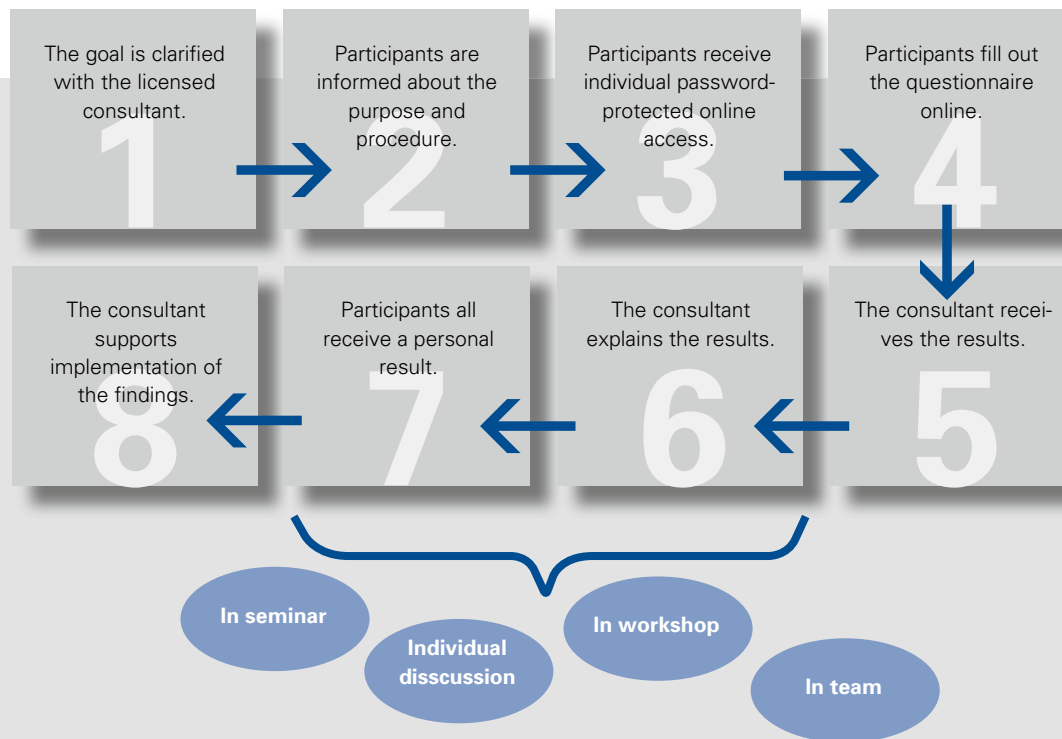 The goal is clarified
with the licensed
consultant.
1
Participants are
informed about the
purpose and
procedure.
2
Participants receive
individual password-
protected online
access.
3
Participants fill out
the questionnaire
online.
4
The consultant recei-
ves the results.
5
The consultant
explains the results.
6
Participants all
receive a personal
result.
7
The consultant
supports
implementation of
the findings.
8
In seminar
Individual
disscussion
In workshop
In team